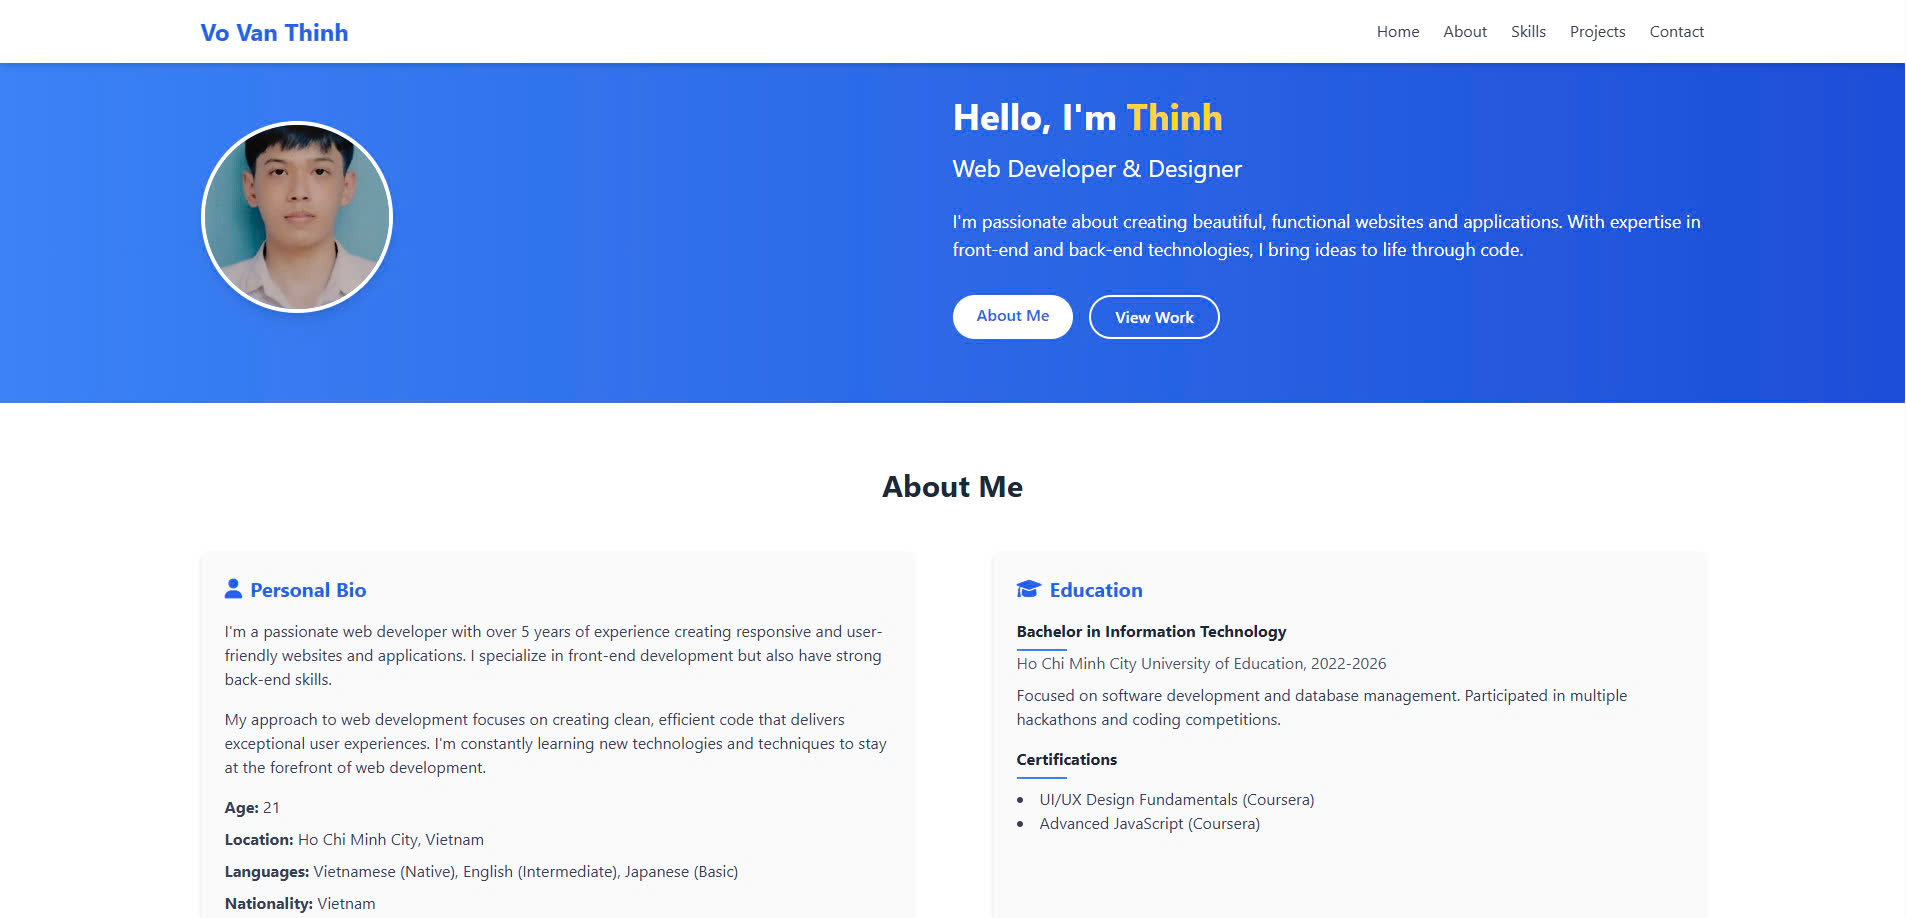 Vo Van Thinh
Home About Skills Projects Contact
Hello, I'm Thinh
Web Developer & Designer
I'm passionate about creating beautiful, functional websites and applications. With expertise in
front-end and back-end technologies, I bring ideas to life through code.
About Me View Work
About Me
Personal Bio
I'm a passionate web developer with over 5 years of experience creating responsive and user-
friendly websites and applications. I specialize in front-end development but also have strong
back-end skills.
My approach to web development focuses on creating clean, efficient code that delivers
exceptional user experiences. I'm constantly learning new technologies and techniques to stay
at the forefront of web development.
Age: 21
Location: Ho Chi Minh City, Vietnam
Languages: Vietnamese (Native), English (Intermediate), Japanese (Basic)
Nationality: Vietnam
Education
Bachelor in Information Technology
Ho Chi Minh City University of Education, 2022-2026
Focused on software development and database management. Participated in multiple
hackathons and coding competitions.
Certifications
• UI/UX Design Fundamentals (Coursera)
• Advanced JavaScript (Coursera)